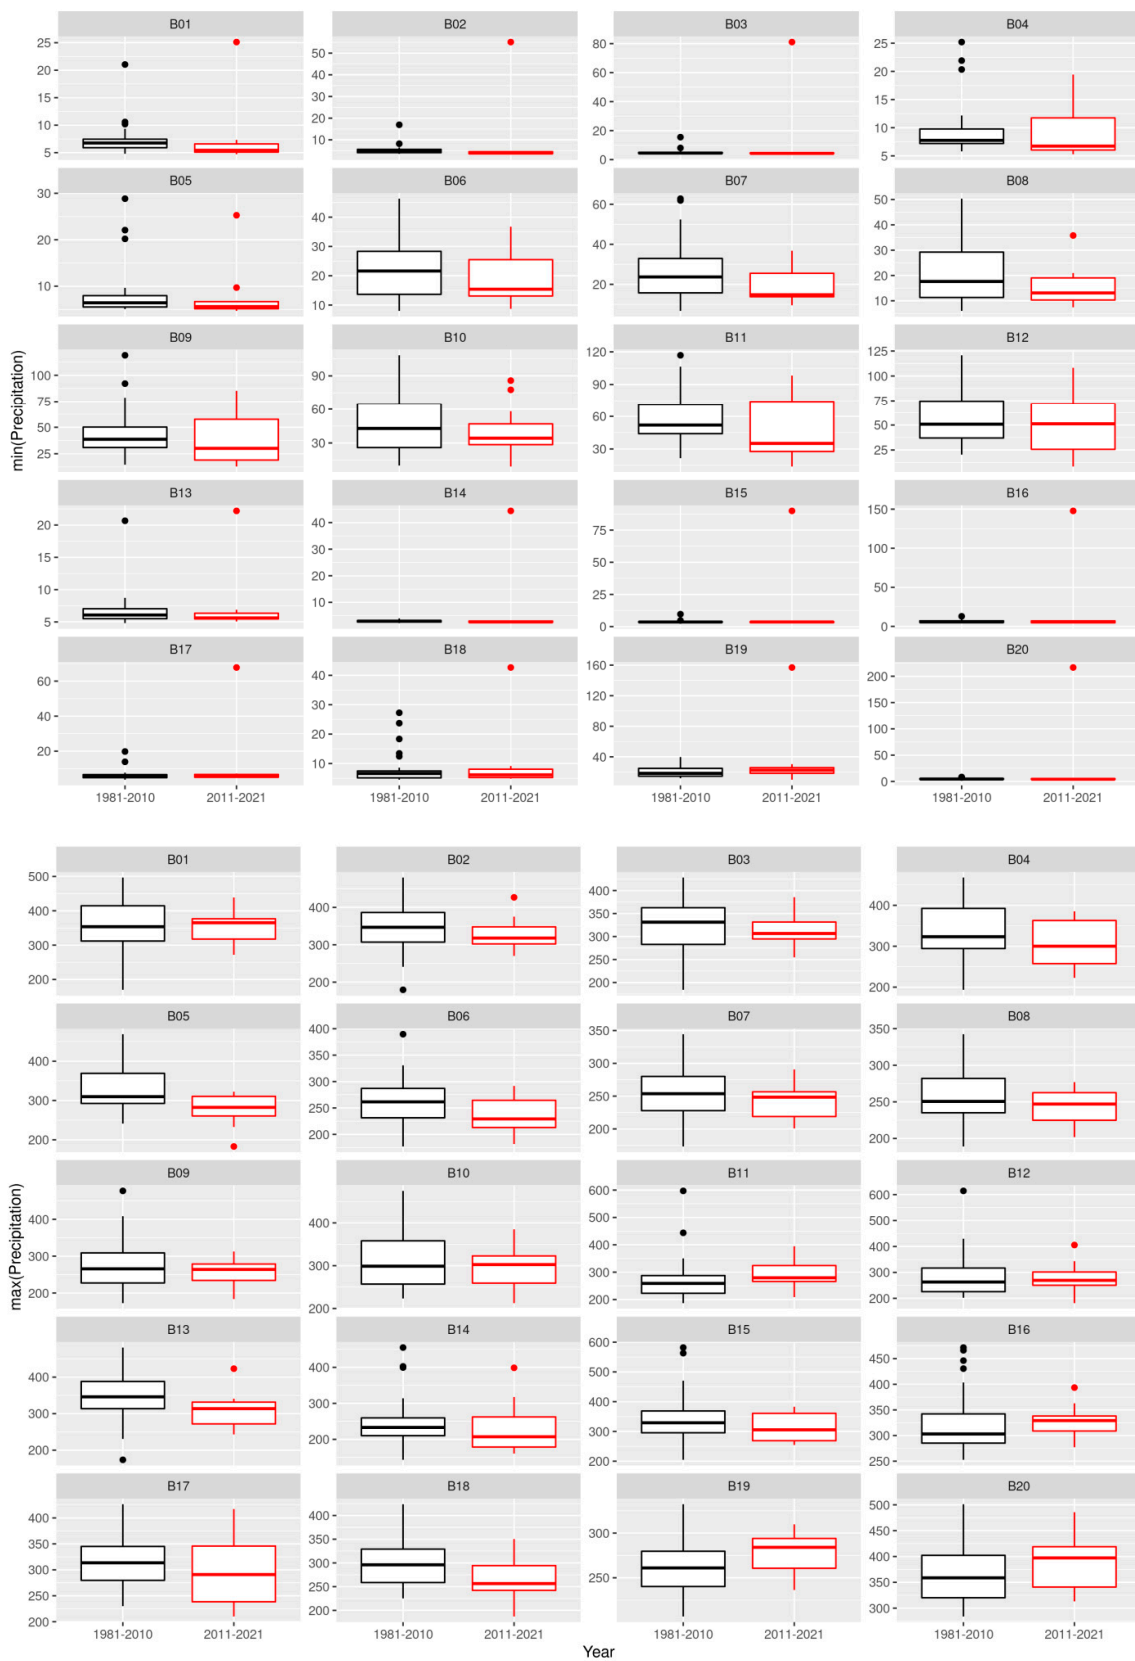 B01 B02 B03 B04
25 20 15 10 5
50 40 30 20 10
80 60 40 20 0
25 20 15 10 5
B05 B06 B07 B08
30 20 10
40 30 20 10
60 40 20
50 40 30 20 10
B09 B10 B11 B12
100 75 50 25
90 60 30
120 90 60 30
125 100 75 50 25
min(Precipitation)
B13 B14 B15 B16
20 15 10 5
40 30 20 10
75 50 25 0
150 100 50 0
B17 B18 B19 B20
60 40 20
40 30 20 10
160 120 80 40
200 150 100 50 0
1981-2010 2011-2021 1981-2010 2011-2021 1981-2010 2011-2021 1981-2010 2011-2021
B01 B02 B03 B04
500 400 300 200
400 300 200
400 350 300 250 200
400 300 200
B05 B06 B07 B08
400 300 200
400 350 300 250 200
350 300 250 200
350 300 250 200
B09 B10 B11 B12
400 300 200
400 300 200
600 500 400 300 200
600 500 400 300 200
max(Precipitation)
B13 B14 B15 B16
400 300 200
400 300 200
600 500 400 300 200
450 400 350 300 250
B17 B18 B19 B20
400 350 300 250 200
400 350 300 250 200
300 250
500 450 400 350 300
1981-2010 2011-2021 1981-2010 2011-2021 1981-2010 2011-2021 1981-2010 2011-2021
Year